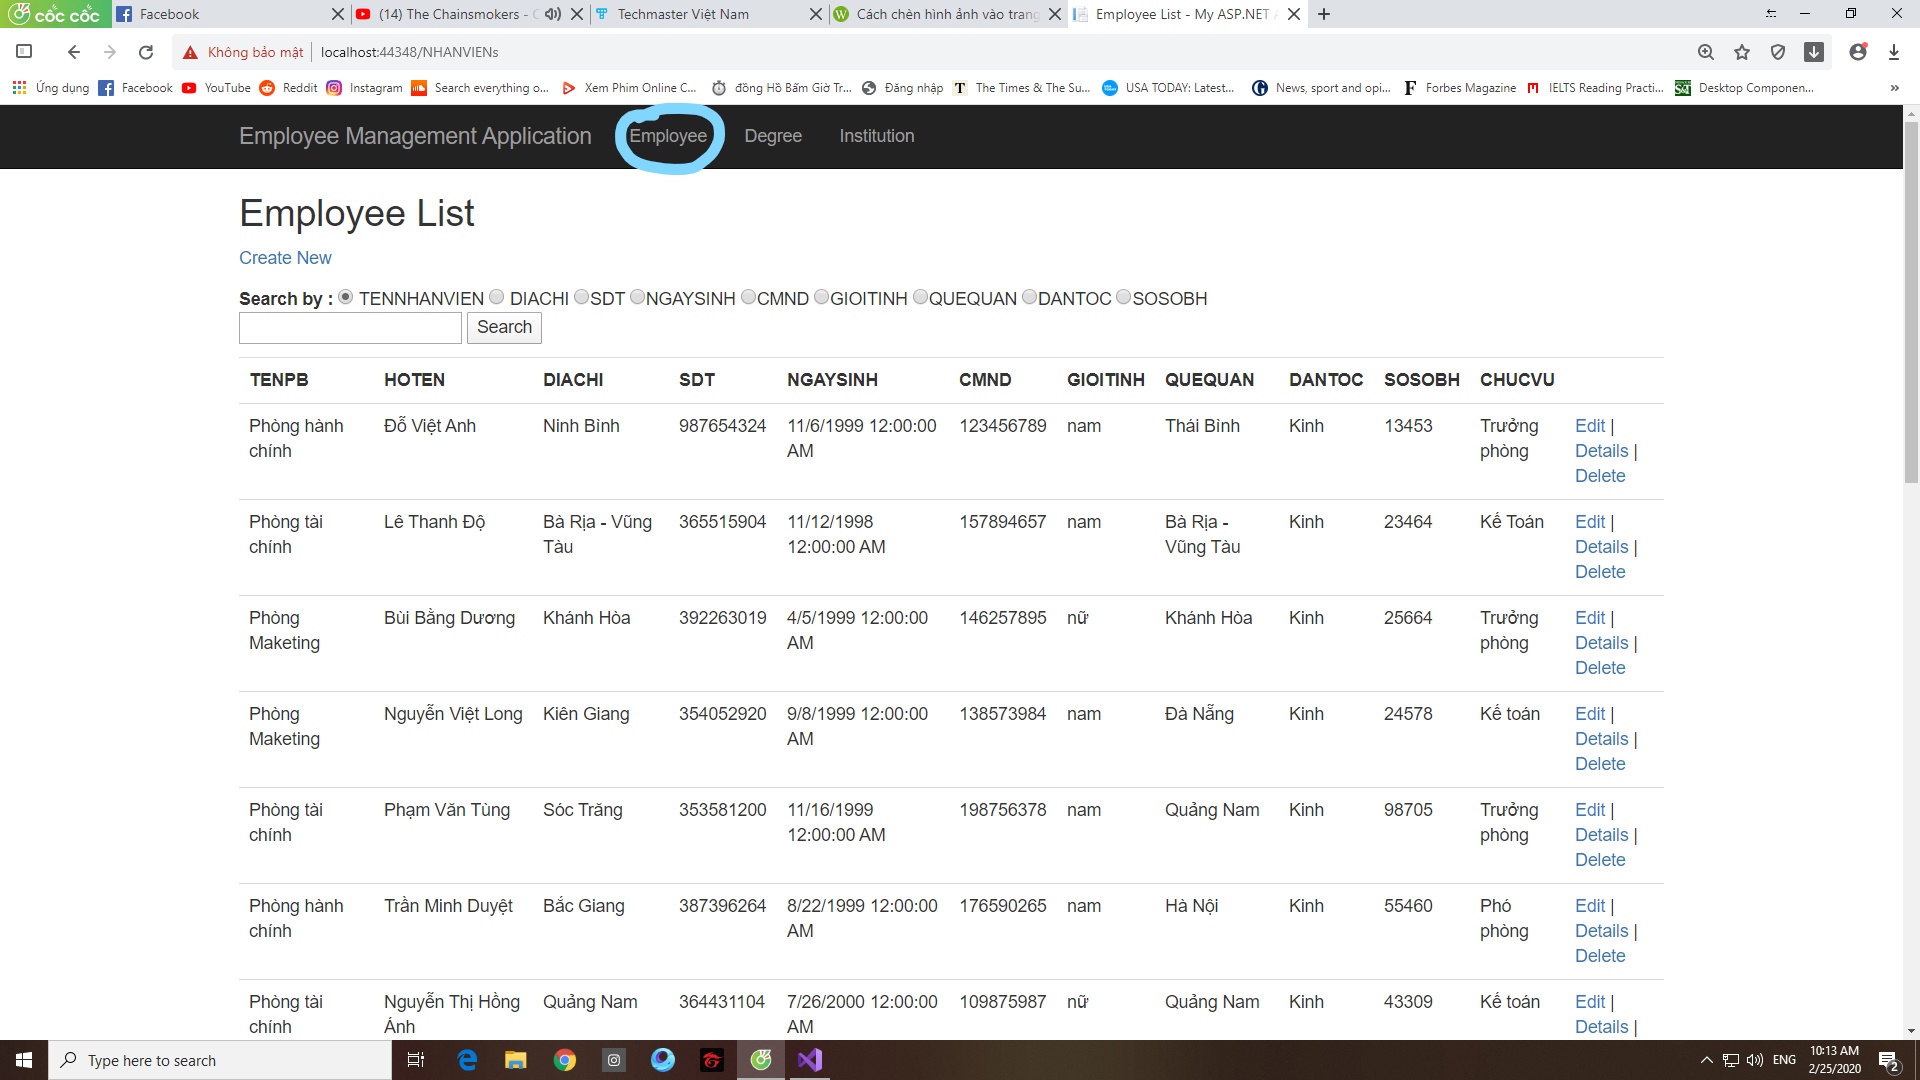 cốc cốc Facebook (14) The Chainsmokers - Techmaster Việt Nam Cách chèn hình ảnh vào trang Employee List - My ASP.NET
Không bảo mật localhost:44348/NHANVIENs
Ứng dụng Facebook YouTube Reddit Instagram Search everything o... Xem Phim Online C... đồng Hồ Bấm Giờ Tr... Đăng nhập The Times & The Su... USA TODAY: Latest... News, sport and opi... Forbes Magazine IELTS Reading Practi... Desktop Componen... »
Employee Management Application Employee Degree Institution
Employee List
Create New
Search by : TENNHANVIEN DIACHI SDT NGAYSINH CMND GIOITINH QUEQUAN DANTOC SOSOBH
Search
TENPB HOTEN DIACHI SDT NGAYSINH CMND GIOITINH QUEQUAN DANTOC SOSOBH CHUCVU
Phòng hành Đỗ Việt Anh Ninh Bình 987654324 11/6/1999 12:00:00 123456789 nam Thái Bình Kinh 13453 Trưởng Edit |
chính AM phòng Details |
Delete
Phòng tài Lê Thanh Độ Bà Rịa - Vũng 365515904 11/12/1998 157894657 nam Bà Rịa - Kinh 23464 Kế Toán Edit |
chính Tàu 12:00:00 AM Vũng Tàu Details |
Delete
Phòng Bùi Bằng Dương Khánh Hòa 392263019 4/5/1999 12:00:00 146257895 nữ Khánh Hòa Kinh 25664 Trưởng Edit |
Maketing AM phòng Details |
Delete
Phòng Nguyễn Việt Long Kiên Giang 354052920 9/8/1999 12:00:00 138573984 nam Đà Nẵng Kinh 24578 Kế toán Edit |
Maketing AM Details |
Delete
Phòng tài Phạm Văn Tùng Sóc Trăng 353581200 11/16/1999 198756378 nam Quảng Nam Kinh 98705 Trưởng Edit |
chính 12:00:00 AM phòng Details |
Delete
Phòng hành Trần Minh Duyệt Bắc Giang 387396264 8/22/1999 12:00:00 176590265 nam Hà Nội Kinh 55460 Phó Edit |
chính AM phòng Details |
Delete
Phòng tài Nguyễn Thị Hồng Quảng Nam 364431104 7/26/2000 12:00:00 109875987 nữ Quảng Nam Kinh 43309 Kế toán Edit |
chính Ánh AM Details |
Type here to search ENG 10:13 AM
2/25/2020 2